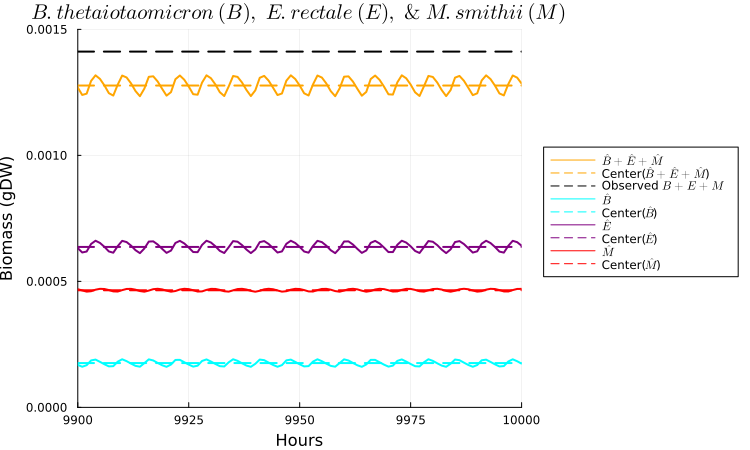 B. thetaiotaomicron (B), E. rectale (E), & M. smithii (M)
Biomass (gDW)
0.0015
0.0010
0.0005
0.0000
9900
9925
9950
9975
10000
Hours
B̂ + Ê + M̂
Center(B̂ + Ê + M̂)
Observed B + E + M
B̂
Center(B̂)
Ê
Center(Ê)
M̂
Center(M̂)